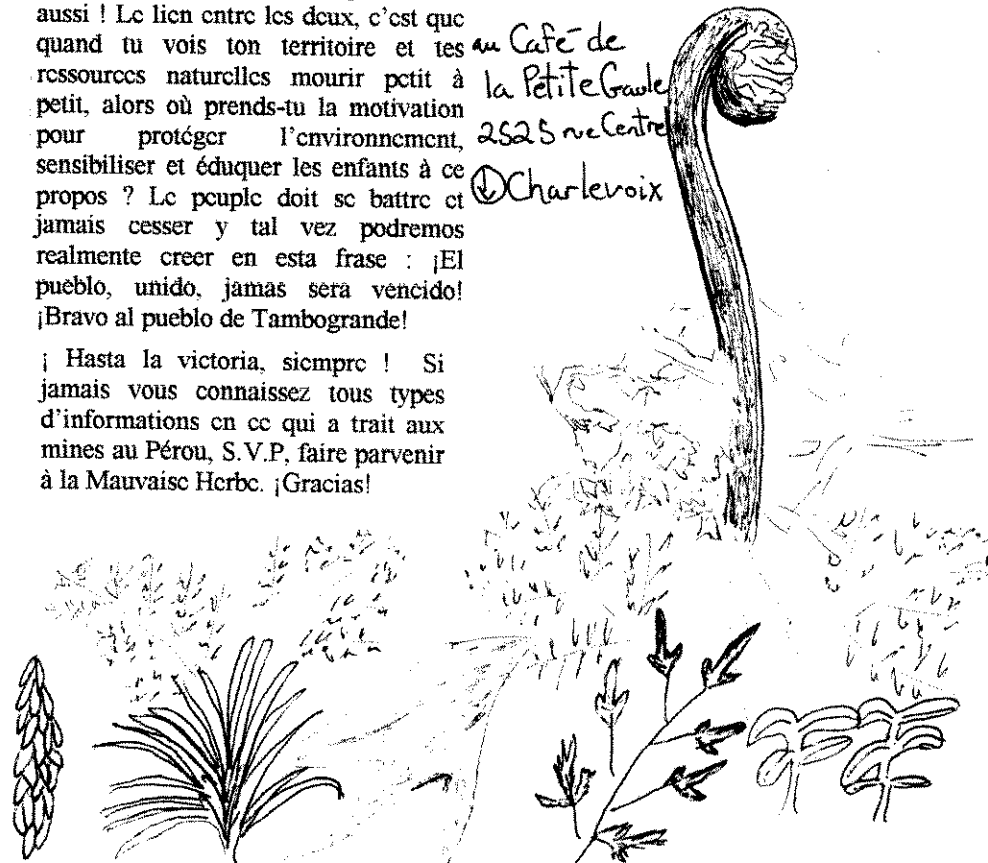 aussi ! Le lien entre les deux, c'est que
quand tu vois ton territoire et tes
ressources naturelles mourir petit à
petit, alors où prends-tu la motivation
pour protéger l'environnement,
sensibiliser et éduquer les enfants à ce
propos ? Le peuple doit se battre et
jamais cesser y tal vez podremos
realmente creer en esta frase : ¡El
pueblo, unido, jamas sera vencido!
¡Bravo al pueblo de Tambogrande!
¡ Hasta la victoria, siempre ! Si
jamais vous connaissez tous types
d'informations en ce qui a trait aux
mines au Pérou, S.V.P, faire parvenir
à la Mauvaise Herbe. ¡Gracias!
au Café de
la Petite Gaule
2525 rue Centre
Charlevoix